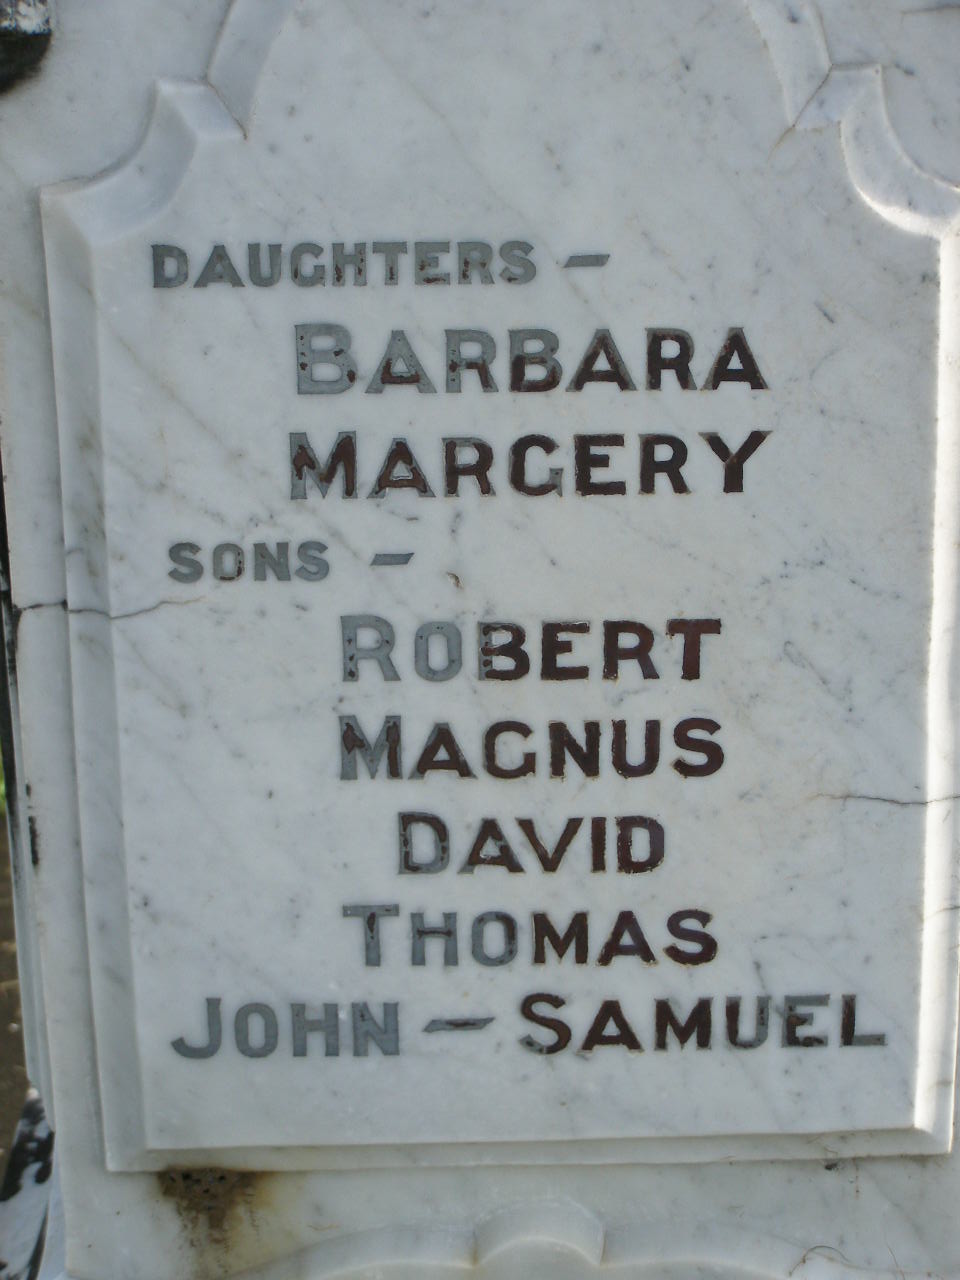 DAUGHTERS –
BARBARA
MARGERY
SONS –
ROBERT
MAGNUS
DAVID
THOMAS
JOHN – SAMUEL